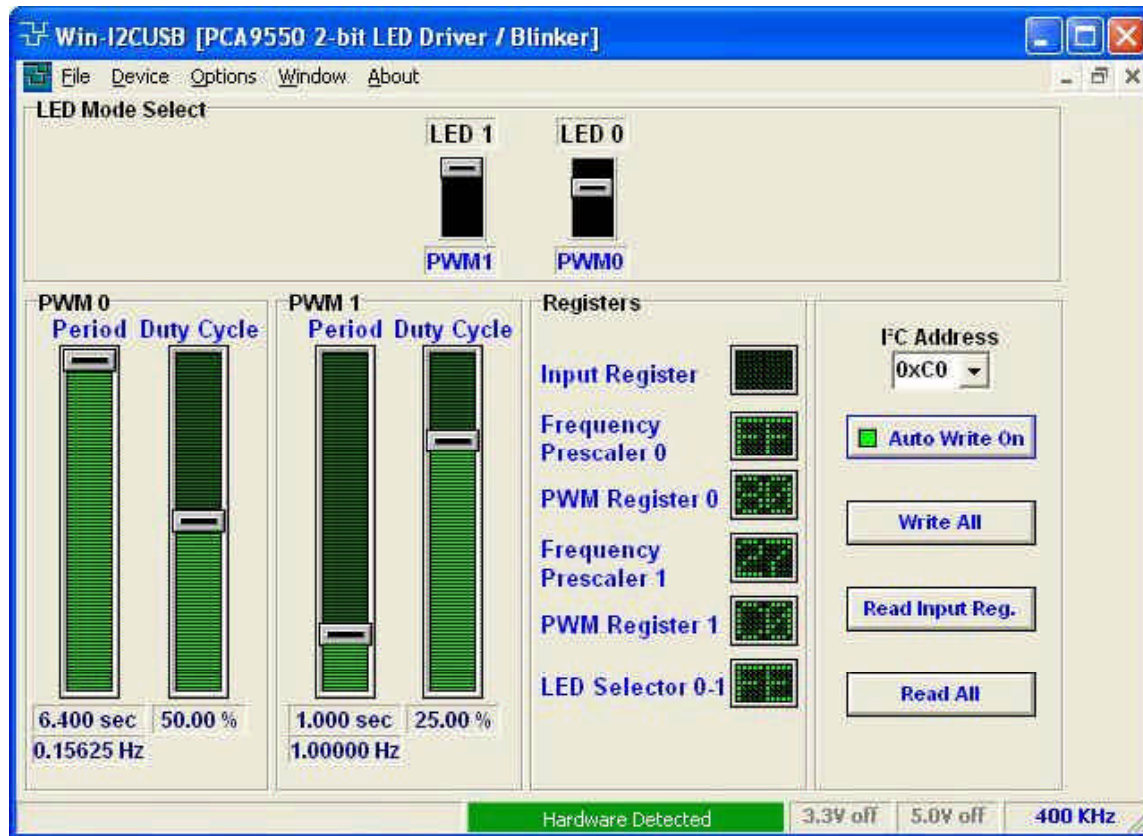 Win-I2CUSB [PCA9550 2-bit LED Driver / Blinker]
File Device Options Window About
LED Mode Select
LED 1 LED 0
PWM1 PWM0
PWM 0
Period Duty Cycle
6.400 sec 50.00 %
0.15625 Hz
PWM 1
Period Duty Cycle
1.000 sec 25.00 %
1.00000 Hz
Registers
Input Register
Frequency
Prescaler 0
PWM Register 0
Frequency
Prescaler 1
PWM Register 1
LED Selector 0-1
I²C Address
0xC0
Auto Write On
Write All
Read Input Reg.
Read All
Hardware Detected 3.3V off 5.0V off 400 KHz